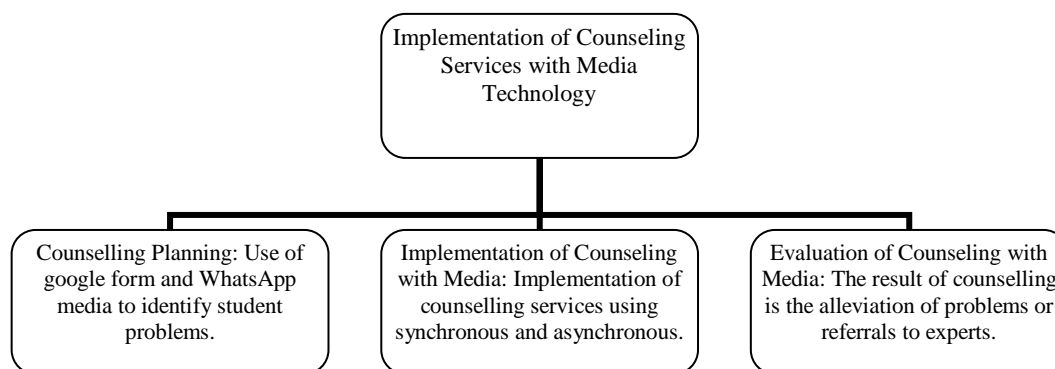 Implementation of Counseling
Services with Media
Technology
Counselling Planning: Use of
google form and WhatsApp
media to identify student
problems.
Implementation of Counseling
with Media: Implementation of
counselling services using
synchronous and asynchronous.
Evaluation of Counseling with
Media: The result of counselling
is the alleviation of problems or
referrals to experts.